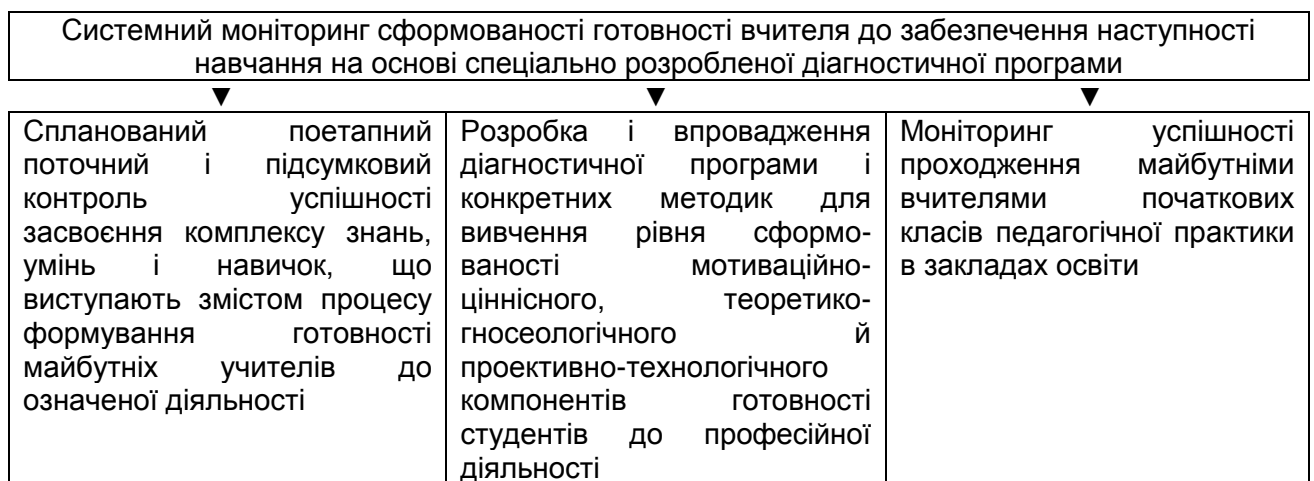 Системний моніторинг сформованості готовності вчителя до забезпечення наступності
навчання на основі спеціально розробленої діагностичної програми
Спланований поетапний
поточний і підсумковий
контроль успішності
засвоєння комплексу знань,
умінь і навичок, що
виступають змістом процесу
формування готовності
майбутніх учителів до
означеної діяльності
Розробка і впровадження
діагностичної програми і
конкретних методик для
вивчення рівня сформо-
ваності мотиваційно-
ціннісного, теоретико-
гносеологічного й
проективно-технологічного
компонентів готовності
студентів до професійної
діяльності
Моніторинг успішності
проходження майбутніми
вчителями початкових
класів педагогічної практики
в закладах освіти